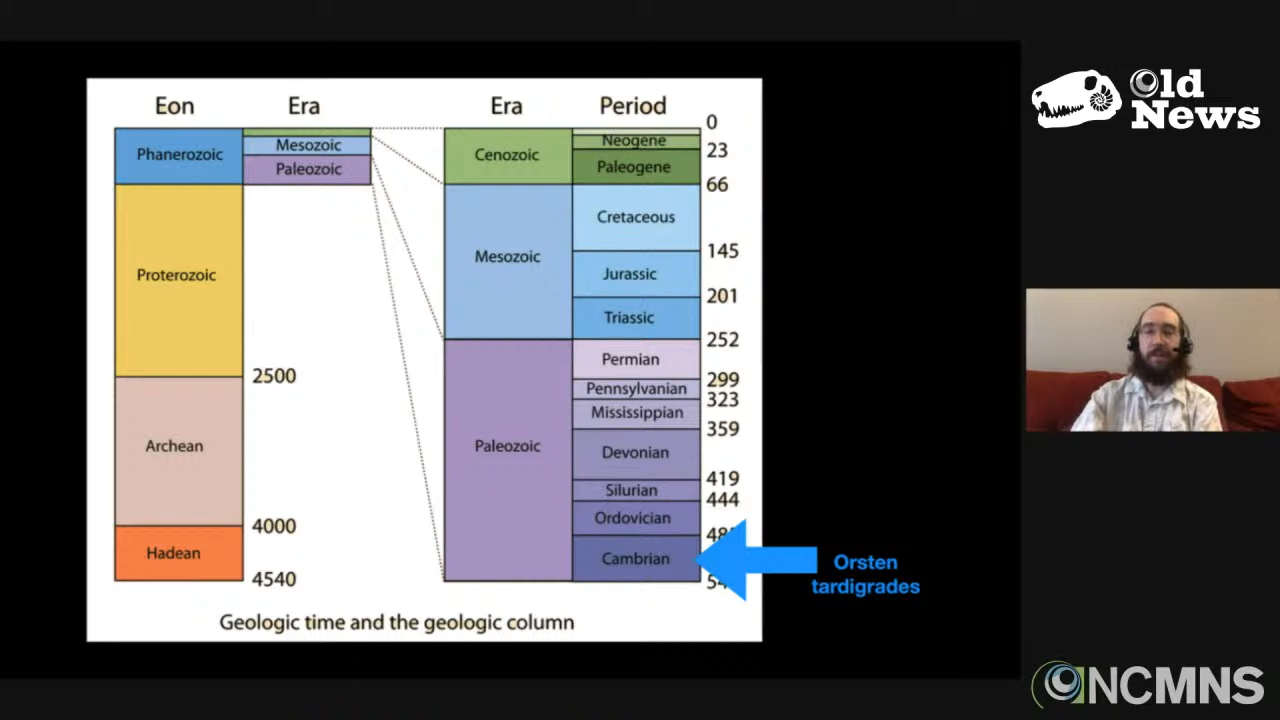 Old
News
Eon
Era
Era
Period
0
Phanerozoic
Mesozoic
Paleozoic
Cenozoic
Neogene
23
Paleogene
66
Proterozoic
Mesozoic
Cretaceous
145
Jurassic
201
Triassic
252
2500
Archean
Paleozoic
Permian
299
Pennsylvanian
323
Mississippian
359
Devonian
419
Silurian
444
Ordovician
4000
Hadean
Cambrian
4540
Orsten
tardigrades
Geologic time and the geologic column
NCMNS